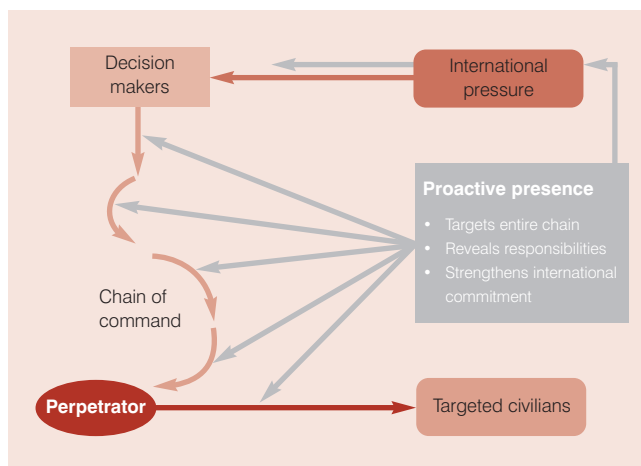 Decision
makers
International
pressure
Proactive presence
• Targets entire chain
• Reveals responsibilities
• Strengthens international
commitment
Chain of
command
Perpetrator
Targeted civilians